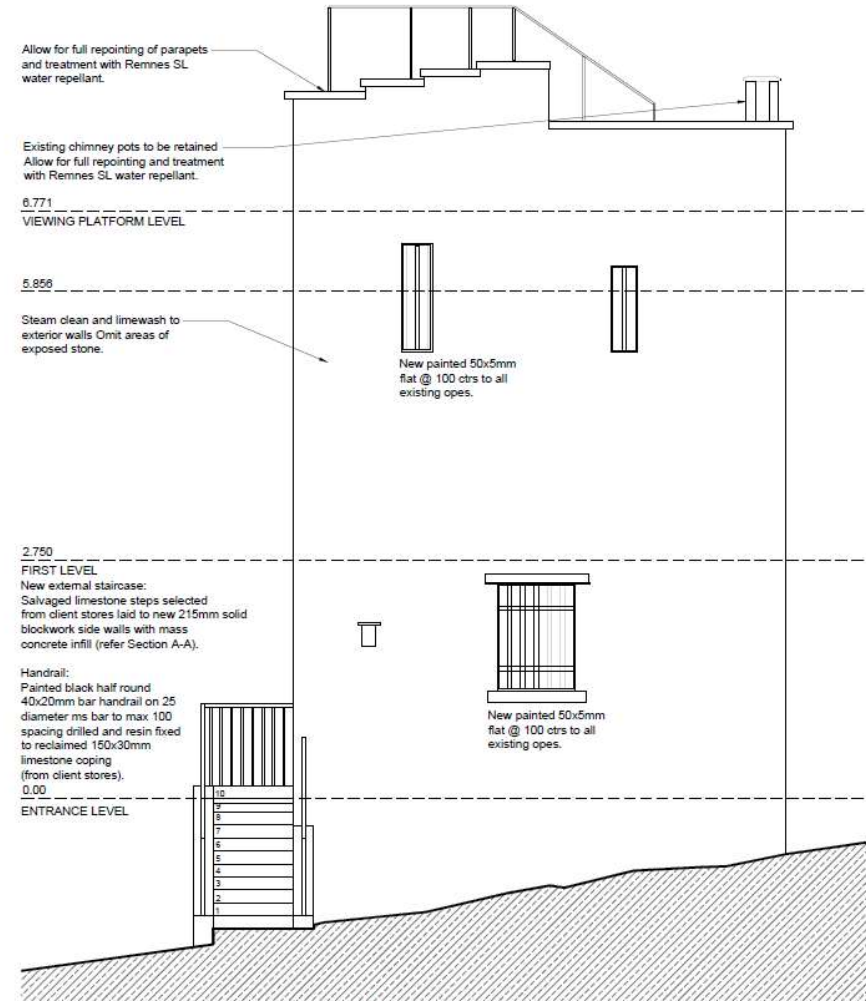 Allow for full repointing of parapets
and treatment with Remnes SL
water repellant.
Existing chimney pots to be retained
Allow for full repointing and treatment
with Remnes SL water repellant.
6.771
VIEWING PLATFORM LEVEL
5.856
Steam clean and limewash to
exterior walls Omit areas of
exposed stone.
New painted 50x5mm
flat @ 100 ctrs to all
existing opes.
2.750
FIRST LEVEL
New external staircase:
Salvaged limestone steps selected
from client stores laid to new 215mm solid
blockwork side walls with mass
concrete infill (refer Section A-A).
Handrail:
Painted black half round
40x20mm bar handrail on 25
diameter ms bar to max 100
spacing drilled and resin fixed
to reclaimed 150x30mm
limestone coping
(from client stores).
New painted 50x5mm
flat @ 100 ctrs to all
existing opes.
0.00
ENTRANCE LEVEL
10
9
8
7
6
5
4
3
2
1